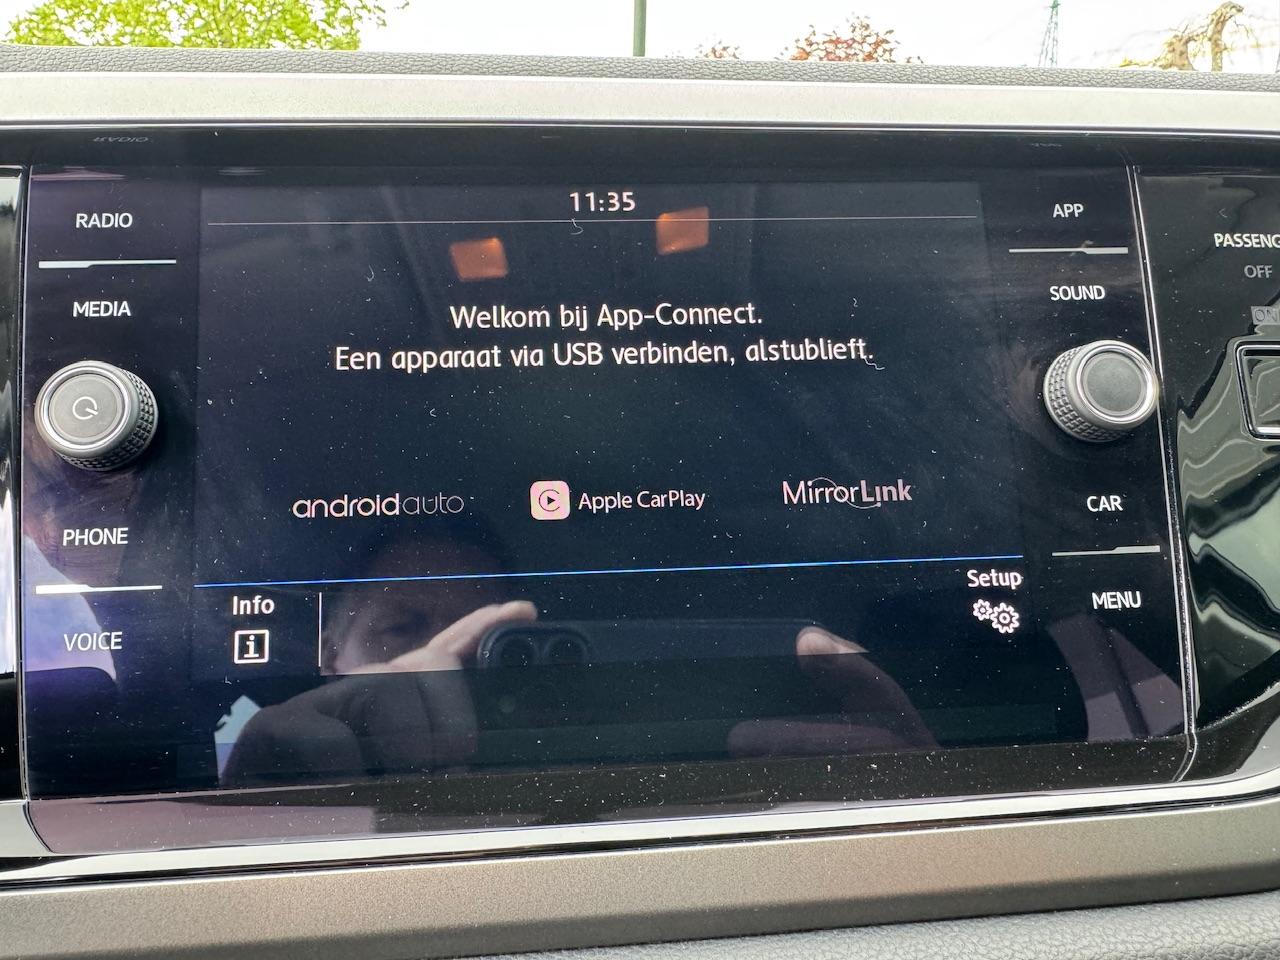 11:35
RADIO
MEDIA
PHONE
VOICE
Welkom bij App-Connect.
Een apparaat via USB verbinden, alstublieft.
androidauto
Apple CarPlay
MirrorLink
Info
i
Setup
APP
SOUND
CAR
MENU
OFF
ON